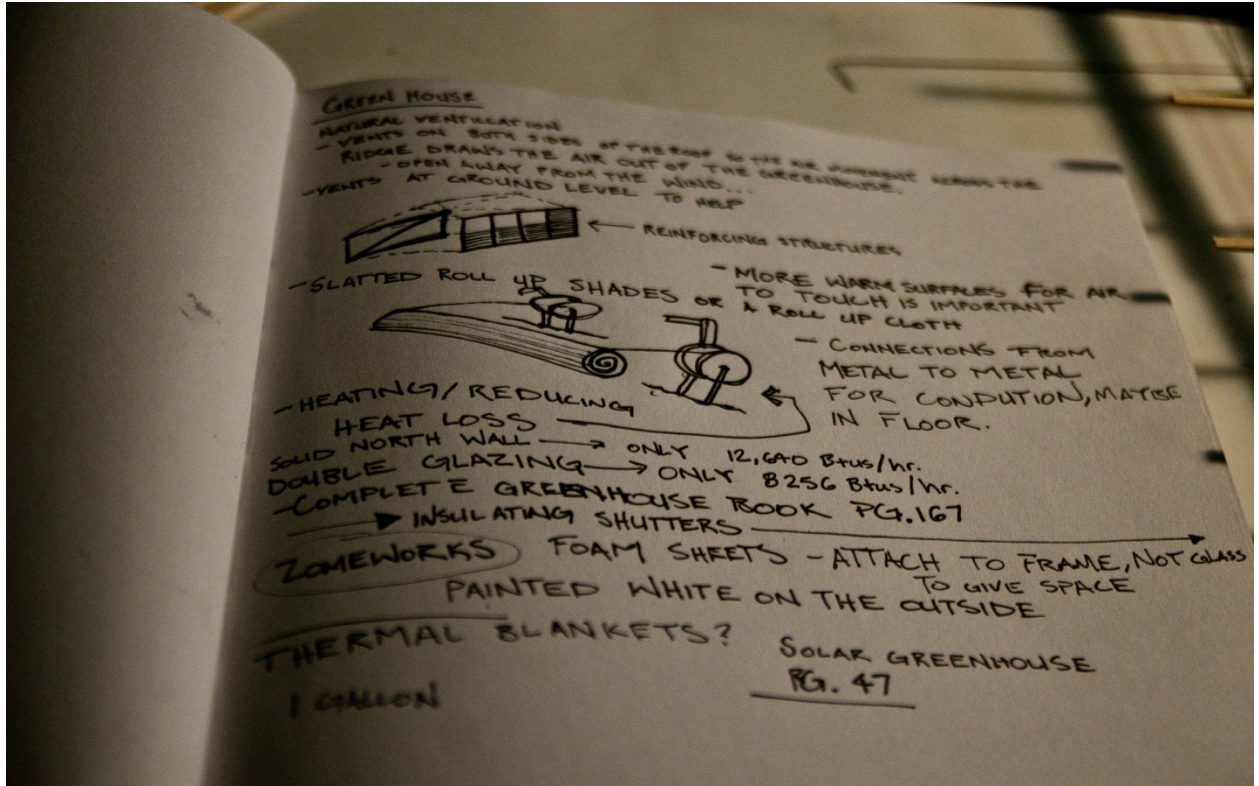 GREEN HOUSE
NATURAL VENTILLATION
- VENTS ON BOTH SIDES OF THE ROOF SO THE AIR MOVEMENT ACROSS THE
RIDGE DRAWS THE AIR OUT OF THE GREENHOUSE.
- OPEN AWAY FROM THE WIND...
- VENTS AT GROUND LEVEL TO HELP
← REINFORCING STRUCTURES
- SLATTED ROLL UP SHADES OR A ROLL UP CLOTH
- MORE WARM SURFACES FOR AIR
TO TOUCH IS IMPORTANT
- CONNECTIONS FROM
METAL TO METAL
FOR CONDUTION, MAYBE
IN FLOOR.
- HEATING/REDUCING
HEAT LOSS
SOLID NORTH WALL → ONLY 12,640 Btus/hr.
DOUBLE GLAZING → ONLY 8256 Btus/hr.
- COMPLETE GREENHOUSE BOOK PG.167
→ INSULATING SHUTTERS →
ZOMEWORKS FOAM SHEETS - ATTACH TO FRAME, NOT GLASS
TO GIVE SPACE
PAINTED WHITE ON THE OUTSIDE
THERMAL BLANKETS?
SOLAR GREENHOUSE
PG. 47
1 GALLON